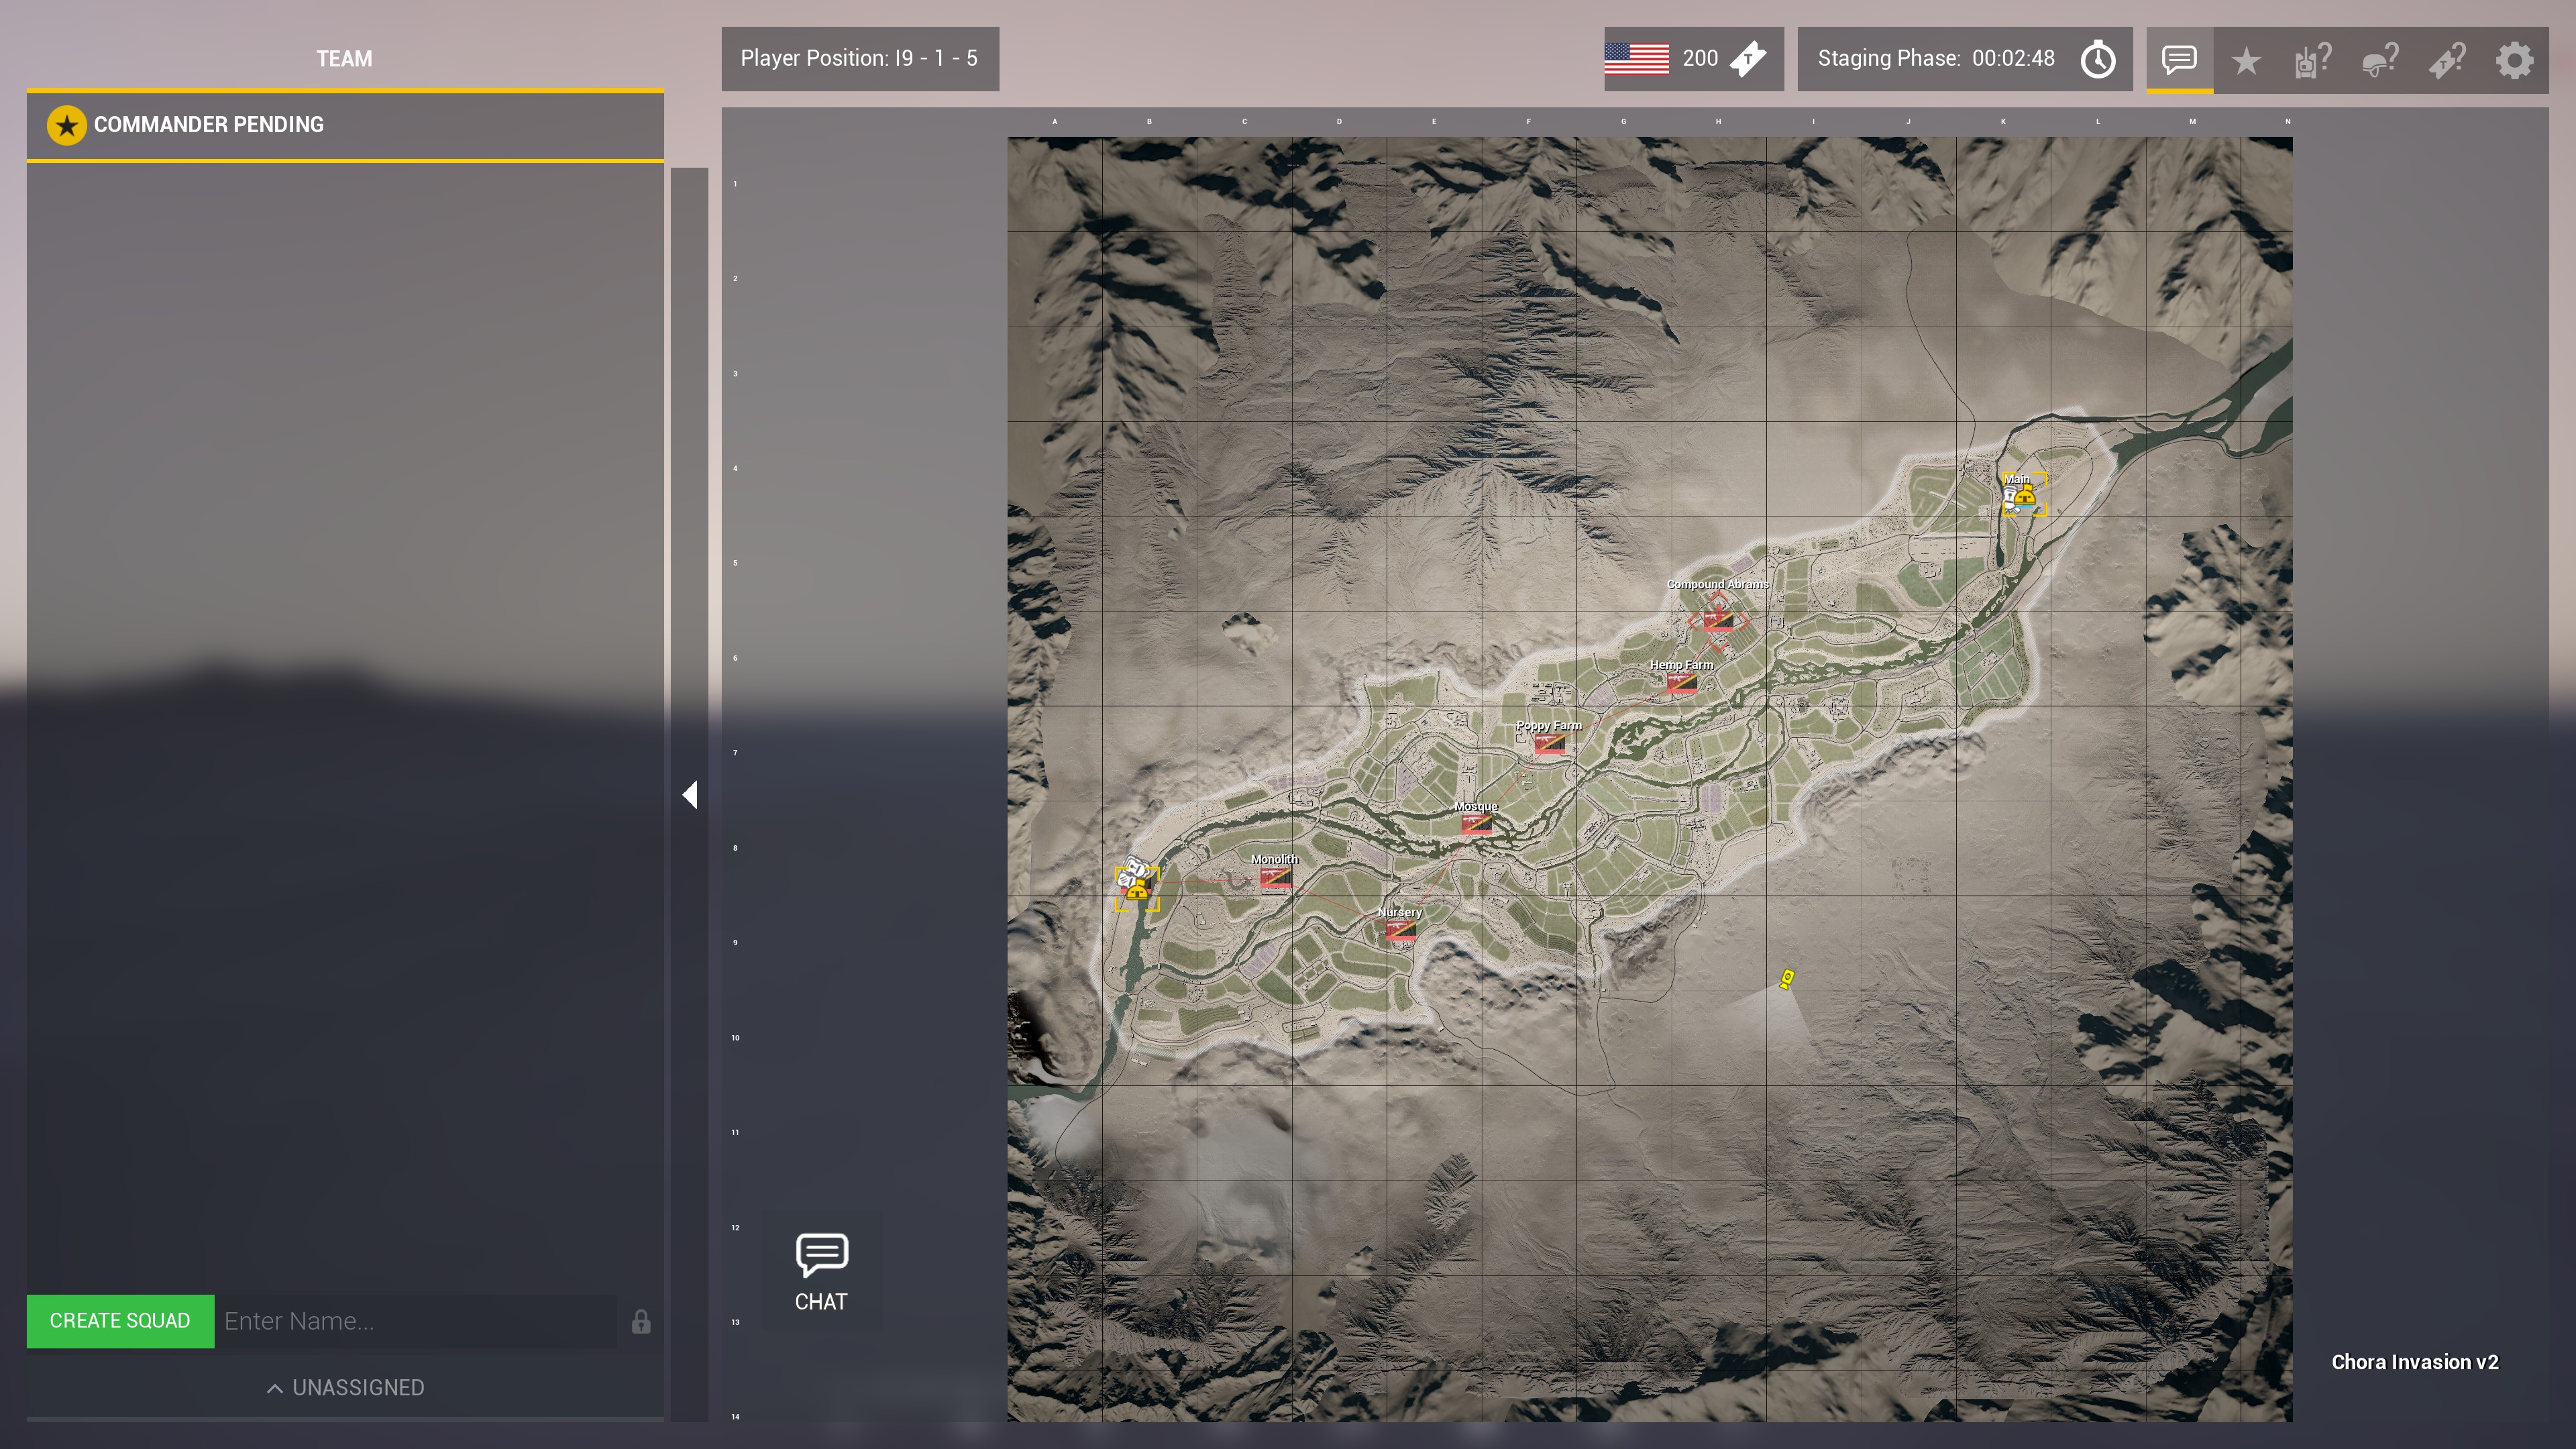 TEAM
Player Position: I9 - 1 - 5
200
T
Staging Phase: 00:02:48
?
?
T?
COMMANDER PENDING
A B C D E F G H I J K L M N
1
2
3
4
Main
5
Compound Abrams
6
Hemp Farm
Poppy Farm
7
Mosque
8
Monolith
Nursery
9
10
11
12
CHAT
13
CREATE SQUAD
Enter Name...
Chora Invasion v2
UNASSIGNED
14